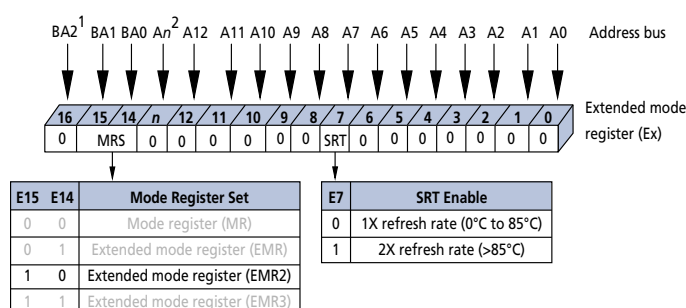 BA2¹ BA1 BA0 An² A12 A11 A10 A9 A8 A7 A6 A5 A4 A3 A2 A1 A0 Address bus
16 15 14 n 12 11 10 9 8 7 6 5 4 3 2 1 0 Extended mode
0 MRS 0 0 0 0 0 0 SRT 0 0 0 0 0 0 0 register (Ex)
E15 E14 Mode Register Set
0 0 Mode register (MR)
0 1 Extended mode register (EMR)
1 0 Extended mode register (EMR2)
1 1 Extended mode register (EMR3)
E7 SRT Enable
0 1X refresh rate (0°C to 85°C)
1 2X refresh rate (>85°C)